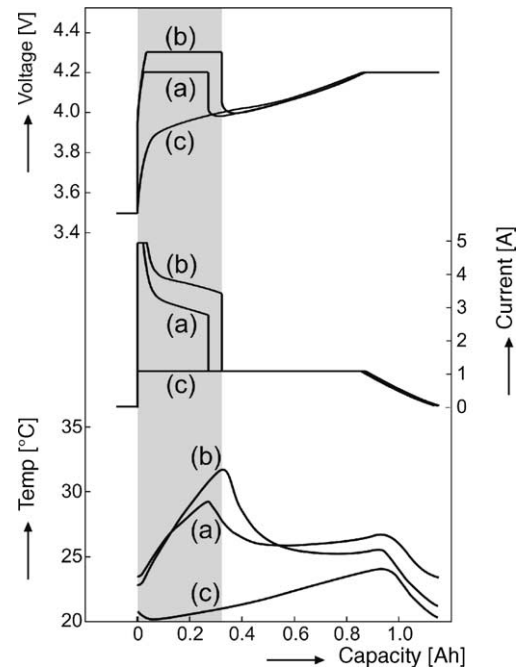 4.4
4.2
4.0
3.8
3.6
3.4
Voltage [V]
(b)
(a)
(c)
5
4
3
2
1
0
Current [A]
(b)
(a)
(c)
35
30
25
20
Temp [°C]
(b)
(a)
(c)
0 0.2 0.4 0.6 0.8 1.0
Capacity [Ah]